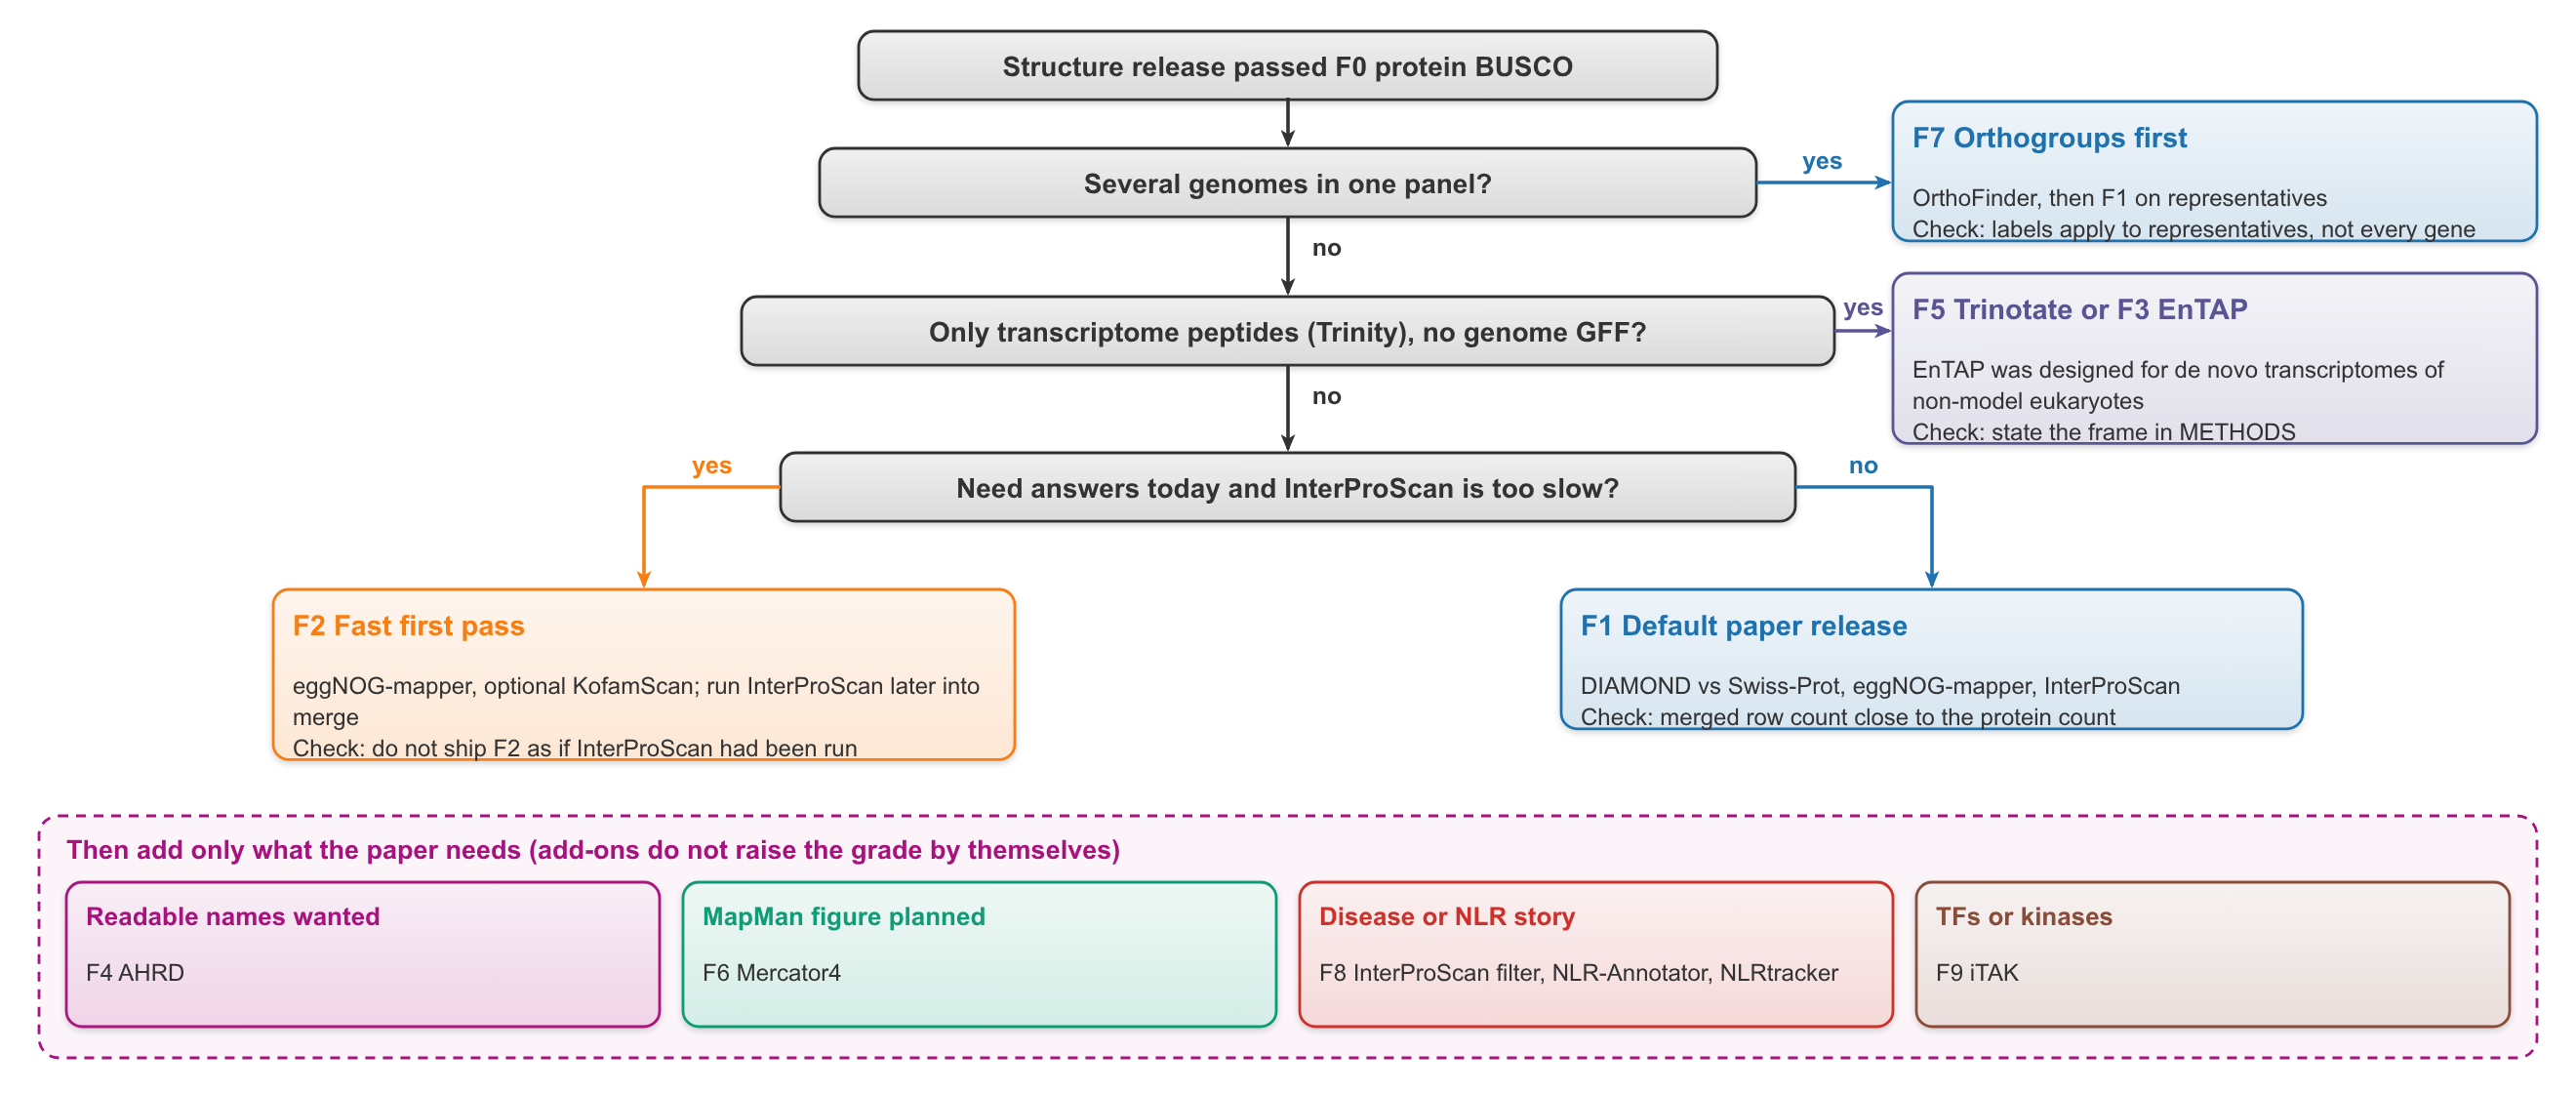 Structure release passed F0 protein BUSCO
Several genomes in one panel?
yes
F7 Orthogroups first
OrthoFinder, then F1 on representatives
Check: labels apply to representatives, not every gene
no
Only transcriptome peptides (Trinity), no genome GFF?
yes
F5 Trinotate or F3 EnTAP
EnTAP was designed for de novo transcriptomes of
non-model eukaryotes
Check: state the frame in METHODS
no
Need answers today and InterProScan is too slow?
yes
no
F2 Fast first pass
eggNOG-mapper, optional KofamScan; run InterProScan later into
merge
Check: do not ship F2 as if InterProScan had been run
F1 Default paper release
DIAMOND vs Swiss-Prot, eggNOG-mapper, InterProScan
Check: merged row count close to the protein count
Then add only what the paper needs (add-ons do not raise the grade by themselves)
Readable names wanted
F4 AHRD
MapMan figure planned
F6 Mercator4
Disease or NLR story
F8 InterProScan filter, NLR-Annotator, NLRtracker
TFs or kinases
F9 iTAK